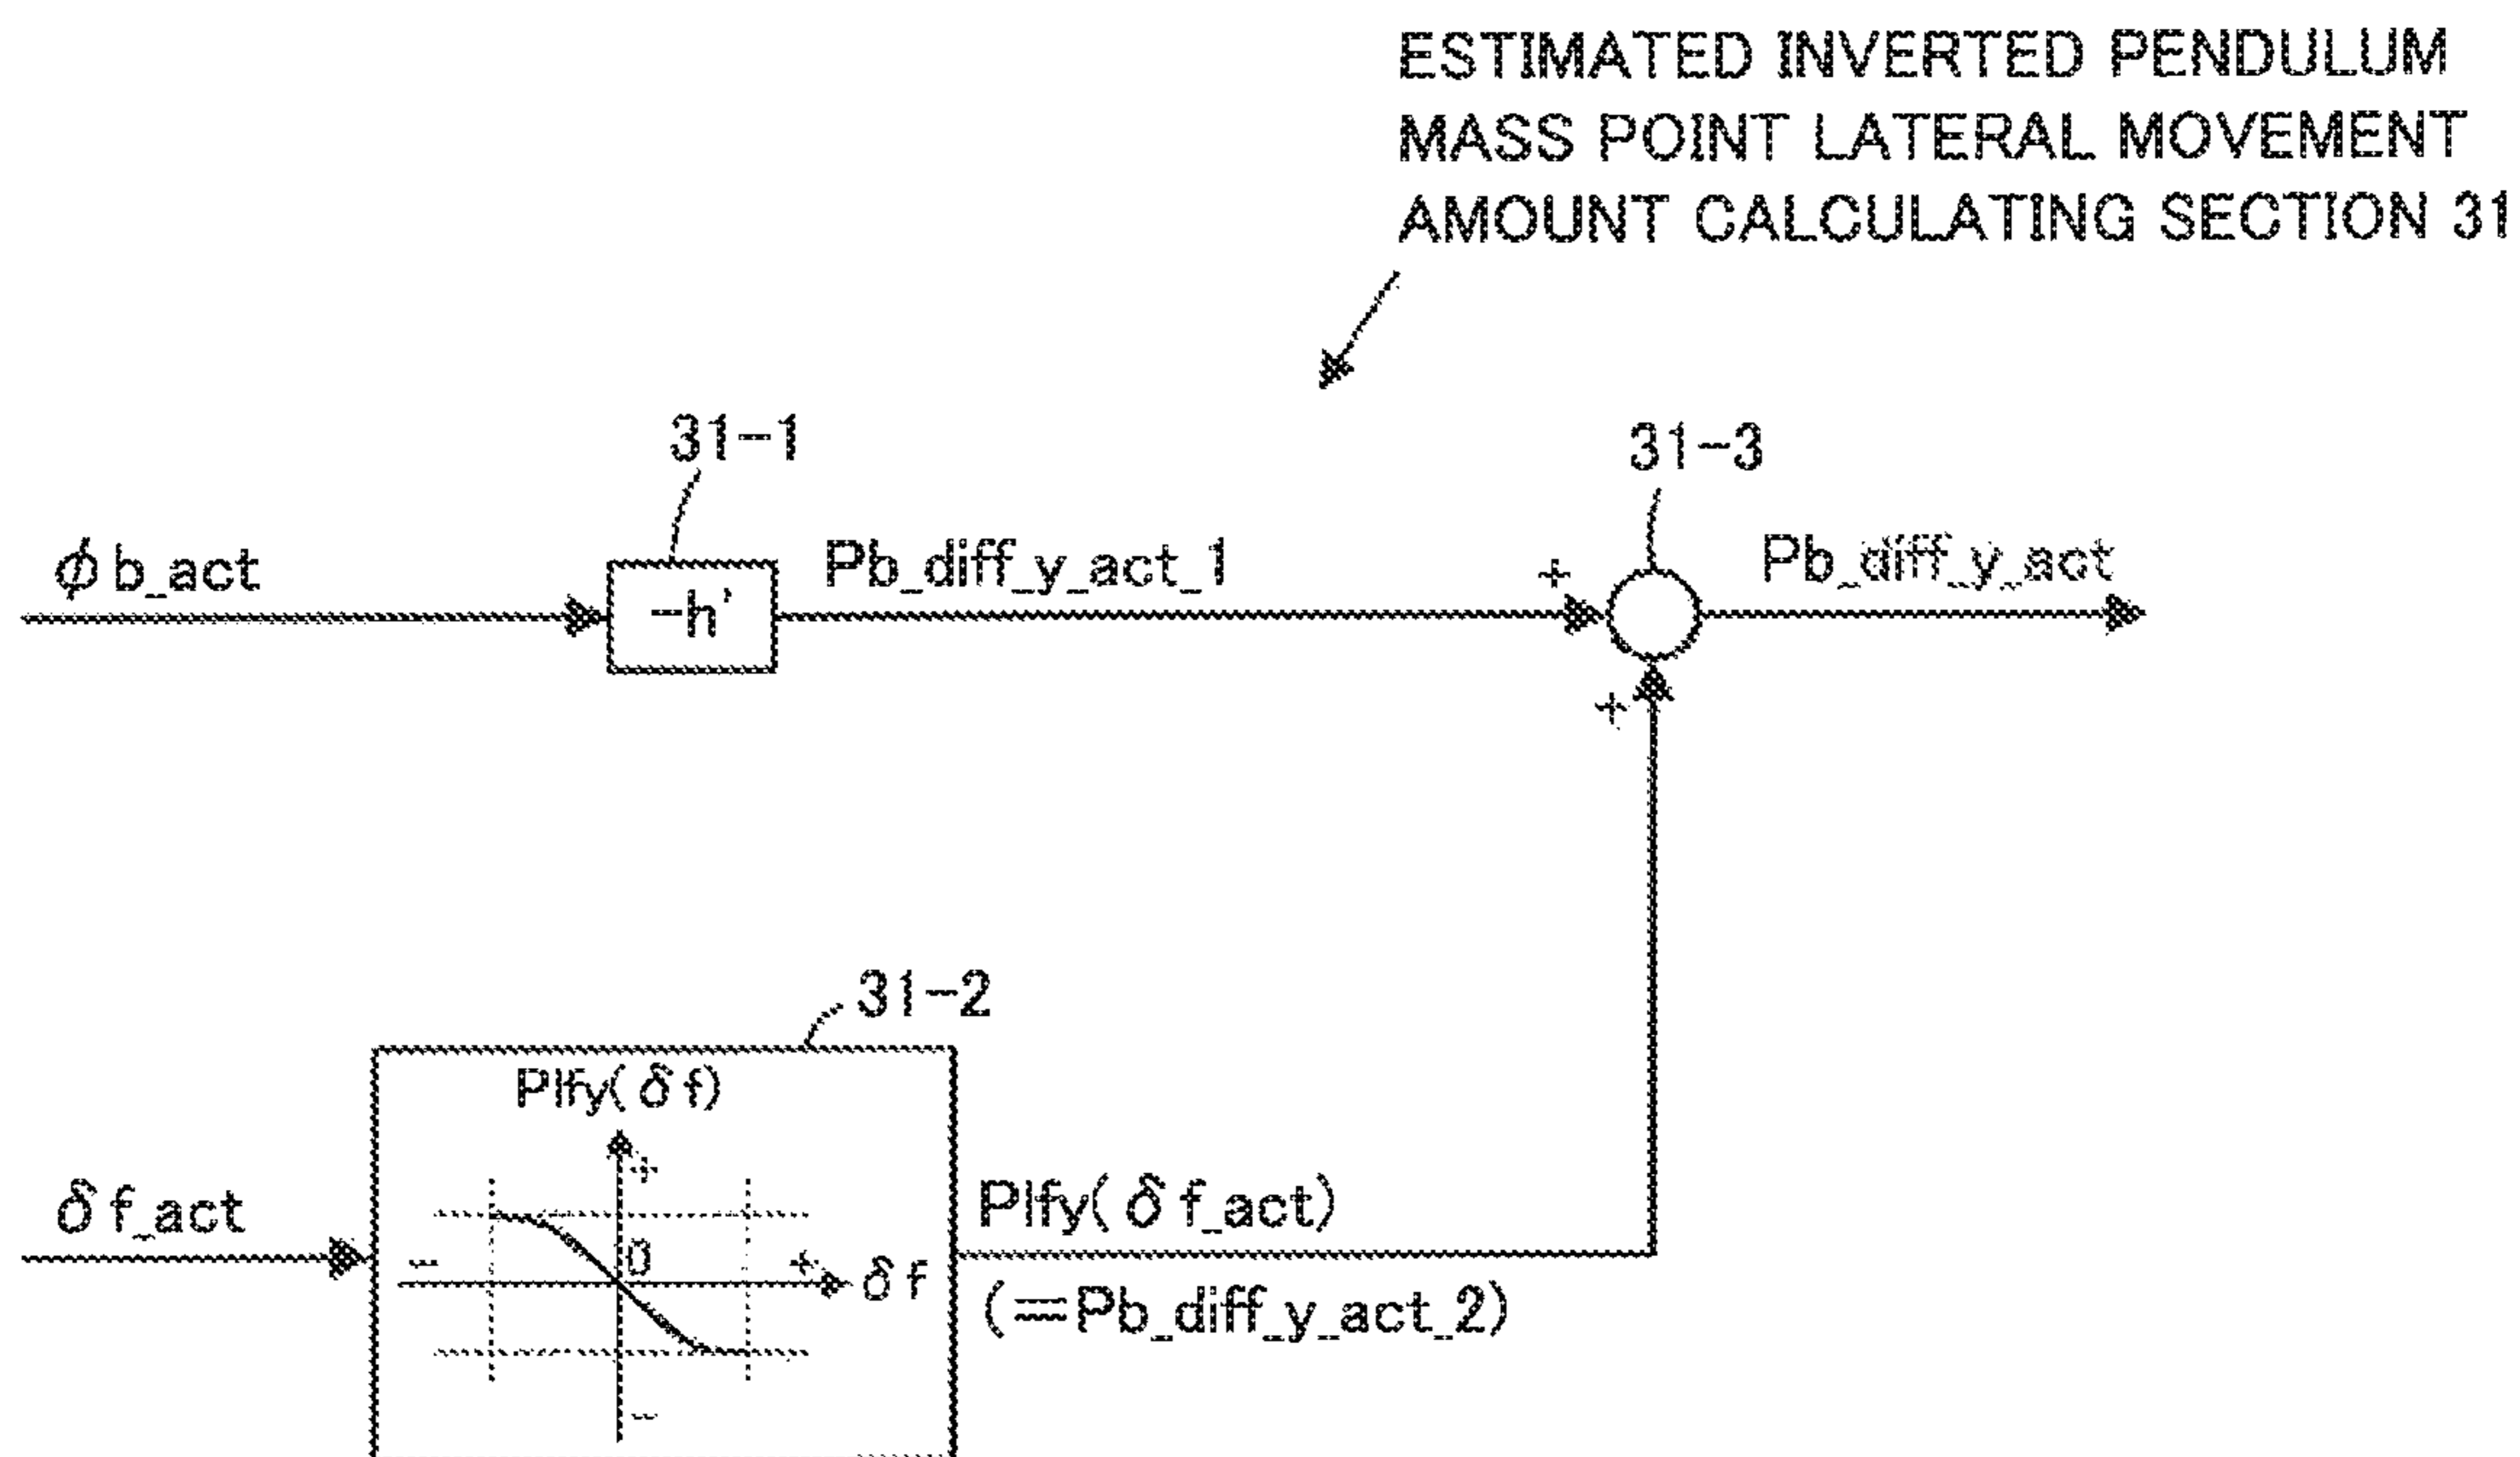 ESTIMATED INVERTED PENDULUM
MASS POINT LATERAL MOVEMENT
AMOUNT CALCULATING SECTION 31
31-1
31-3
ϕb_act
-h'
Pb_diff_y_act_1
+
Pb_diff_y_act
+
31-2
Plfy(δf)
+
δf_act
-
0
+
δf
-
Plfy(δf_act)
(=Pb_diff_y_act_2)